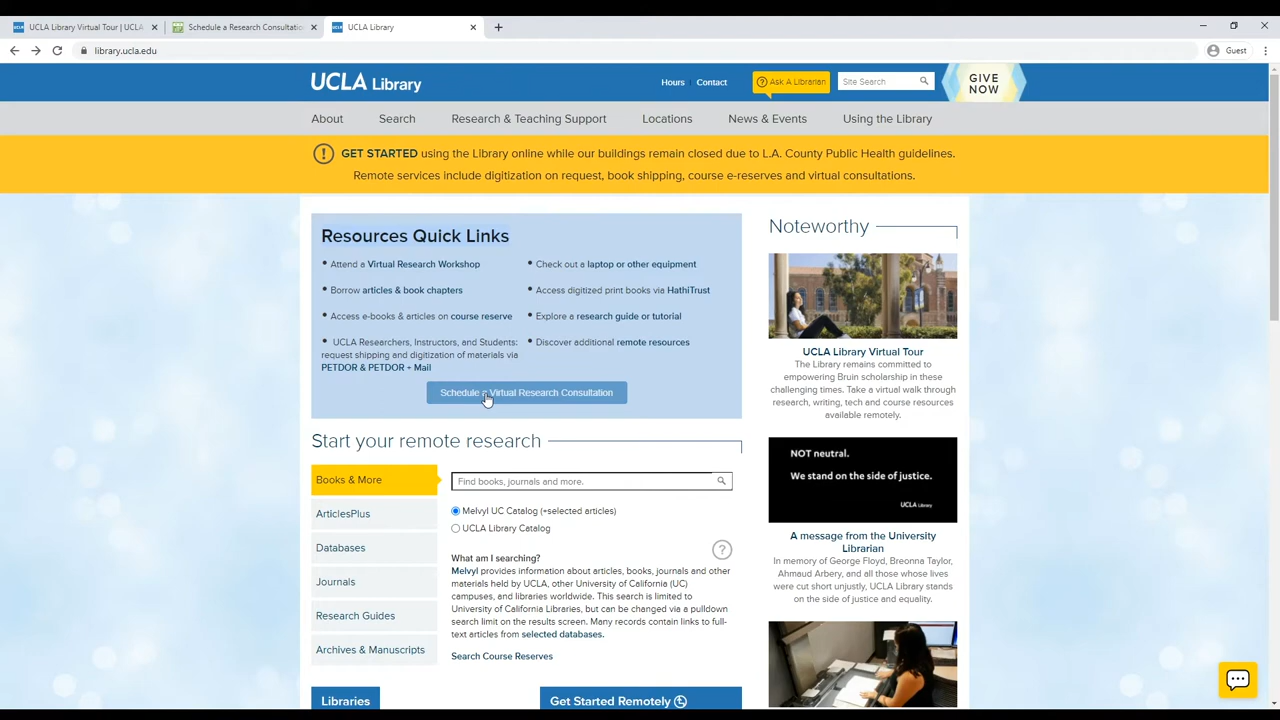 UCLA Library Virtual Tour | UCLA
Schedule a Research Consultation
UCLA Library
library.ucla.edu
Guest
UCLA Library
Hours
Contact
Ask A Librarian
Site Search
GIVE
NOW
About
Search
Research & Teaching Support
Locations
News & Events
Using the Library
GET STARTED using the Library online while our buildings remain closed due to L.A. County Public Health guidelines.
Remote services include digitization on request, book shipping, course e-reserves and virtual consultations.
Resources Quick Links
Attend a Virtual Research Workshop
Borrow articles & book chapters
Access e-books & articles on course reserve
UCLA Researchers, Instructors, and Students:
request shipping and digitization of materials via
PETDOR & PETDOR + Mail
Check out a laptop or other equipment
Access digitized print books via HathiTrust
Explore a research guide or tutorial
Discover additional remote resources
Schedule a Virtual Research Consultation
Start your remote research
Books & More
ArticlesPlus
Databases
Journals
Research Guides
Archives & Manuscripts
Find books, journals and more.
Melvyl UC Catalog (+selected articles)
UCLA Library Catalog
What am I searching?
Melvyl provides information about articles, books, journals and other
materials held by UCLA, other University of California (UC)
campuses, and libraries worldwide. This search is limited to
University of California Libraries, but can be changed via a pulldown
search limit on the results screen. Many records contain links to full-
text articles from selected databases.
Search Course Reserves
Libraries
Get Started Remotely
Noteworthy
UCLA Library Virtual Tour
The Library remains committed to
empowering Bruin scholarship in these
challenging times. Take a virtual walk through
research, writing, tech and course resources
available remotely.
NOT neutral.
We stand on the side of justice.
UCLA Library
A message from the University
Librarian
In memory of George Floyd, Breonna Taylor,
Ahmaud Arbery, and all those whose lives
were cut short unjustly, UCLA Library stands
on the side of justice and equality.